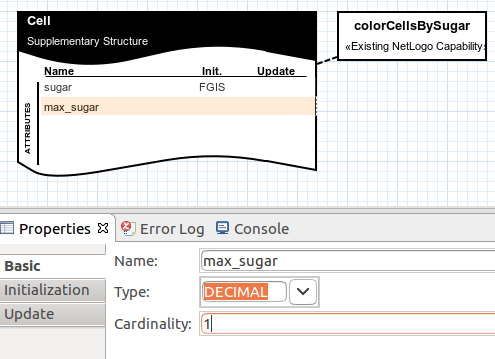 Cell
Supplementary Structure
colorCellsBySugar
«Existing NetLogo Capability»
Name Init. Update
sugar FGIS
max_sugar
ATTRIBUTES
Properties Error Log Console
Basic
Initialization
Update
Name: max_sugar
Type: DECIMAL
Cardinality: 1